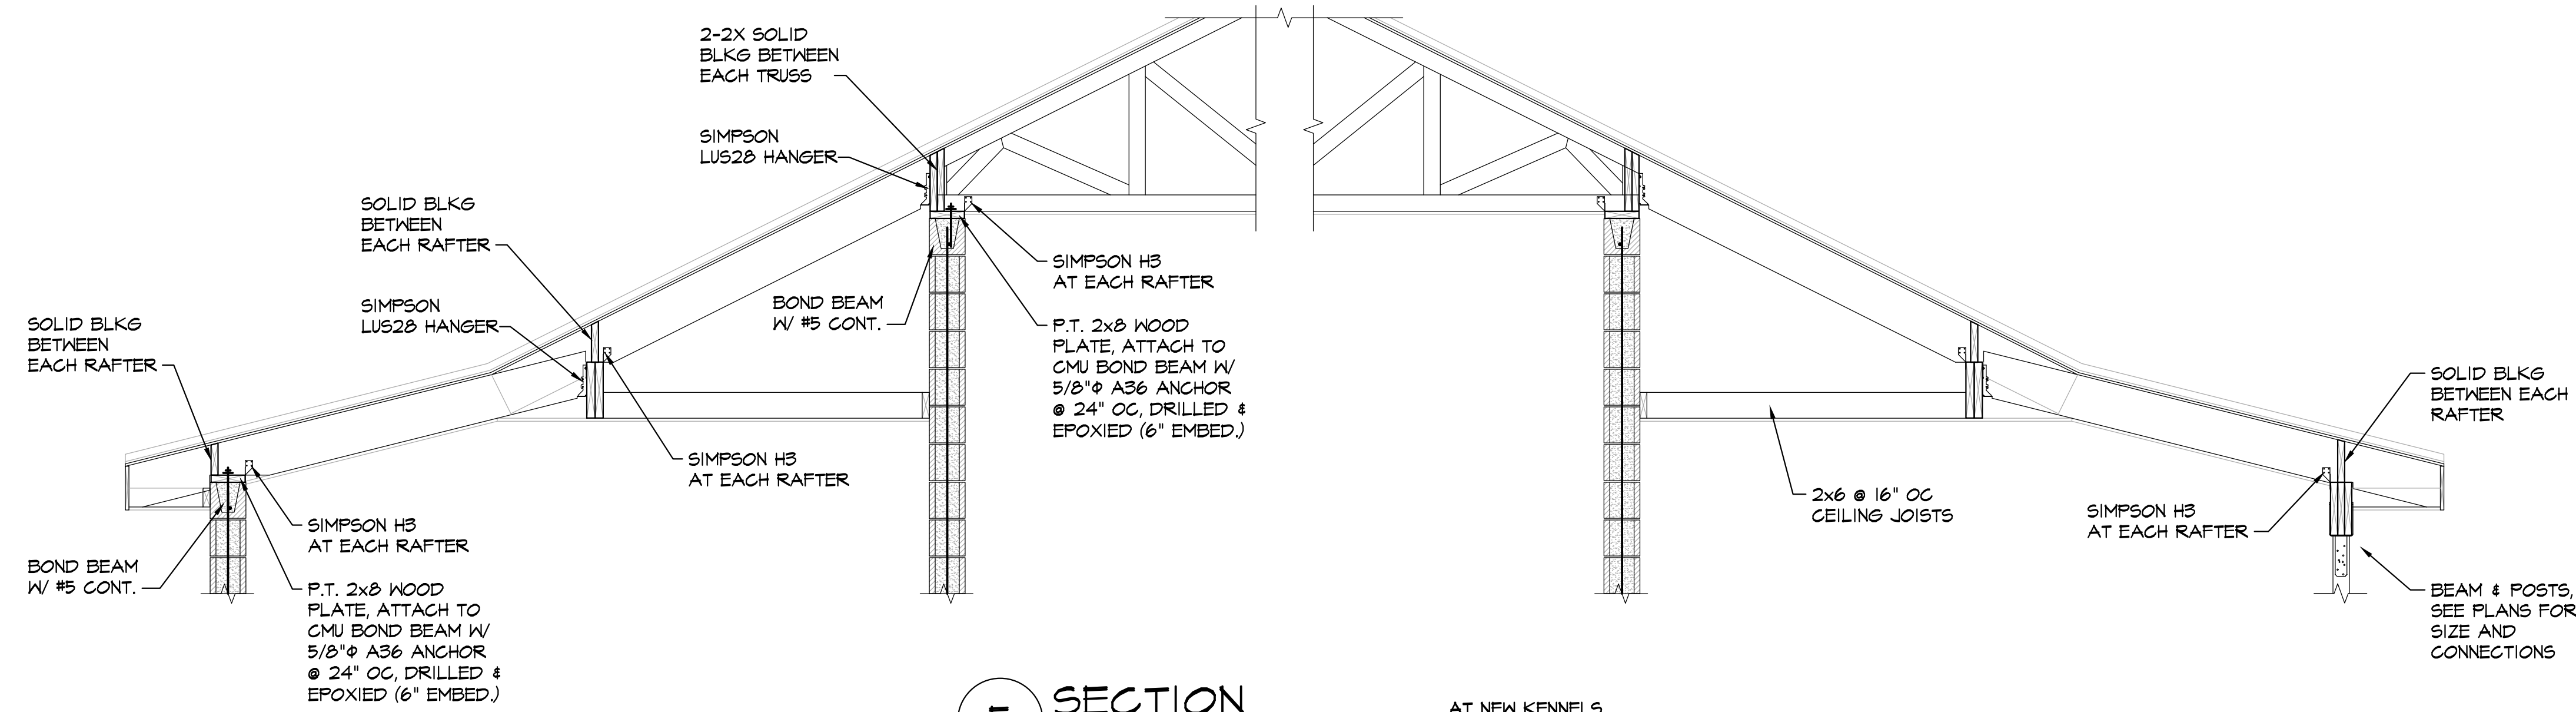 2-2X SOLID
BLKG BETWEEN
EACH TRUSS
SIMPSON
LUS28 HANGER
SOLID BLKG
BETWEEN
EACH RAFTER
SIMPSON
LUS28 HANGER
SOLID BLKG
BETWEEN
EACH RAFTER
BOND BEAM
W/ #5 CONT.
SIMPSON H3
AT EACH RAFTER
P.T. 2x8 WOOD
PLATE, ATTACH TO
CMU BOND BEAM W/
5/8"Φ A36 ANCHOR
@ 24" OC, DRILLED &
EPOXIED (6" EMBED.)
SIMPSON H3
AT EACH RAFTER
SIMPSON H3
AT EACH RAFTER
BOND BEAM
W/ #5 CONT.
P.T. 2x8 WOOD
PLATE, ATTACH TO
CMU BOND BEAM W/
5/8"Φ A36 ANCHOR
@ 24" OC, DRILLED &
EPOXIED (6" EMBED.)
SOLID BLKG
BETWEEN EACH
RAFTER
2x6 @ 16" OC
CEILING JOISTS
SIMPSON H3
AT EACH RAFTER
BEAM & POSTS,
SEE PLANS FOR
SIZE AND
CONNECTIONS
SECTION
AT NEW KENNELS